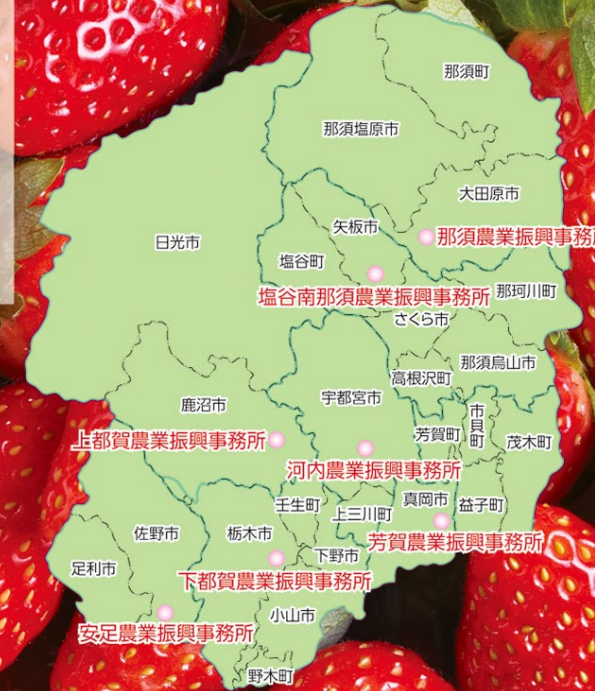 那須町
那須塩原市
大田原市
矢板市
那須農業振興事務所
日光市
塩谷町
那珂川町
塩谷南那須農業振興事務所
さくら市
那須烏山市
高根沢町
宇都宮市
鹿沼市
市貝町
芳賀町
茂木町
上都賀農業振興事務所
河内農業振興事務所
真岡市
益子町
壬生町
上三川町
佐野市
栃木市
芳賀農業振興事務所
下野市
足利市
下都賀農業振興事務所
小山市
安足農業振興事務所
野木町